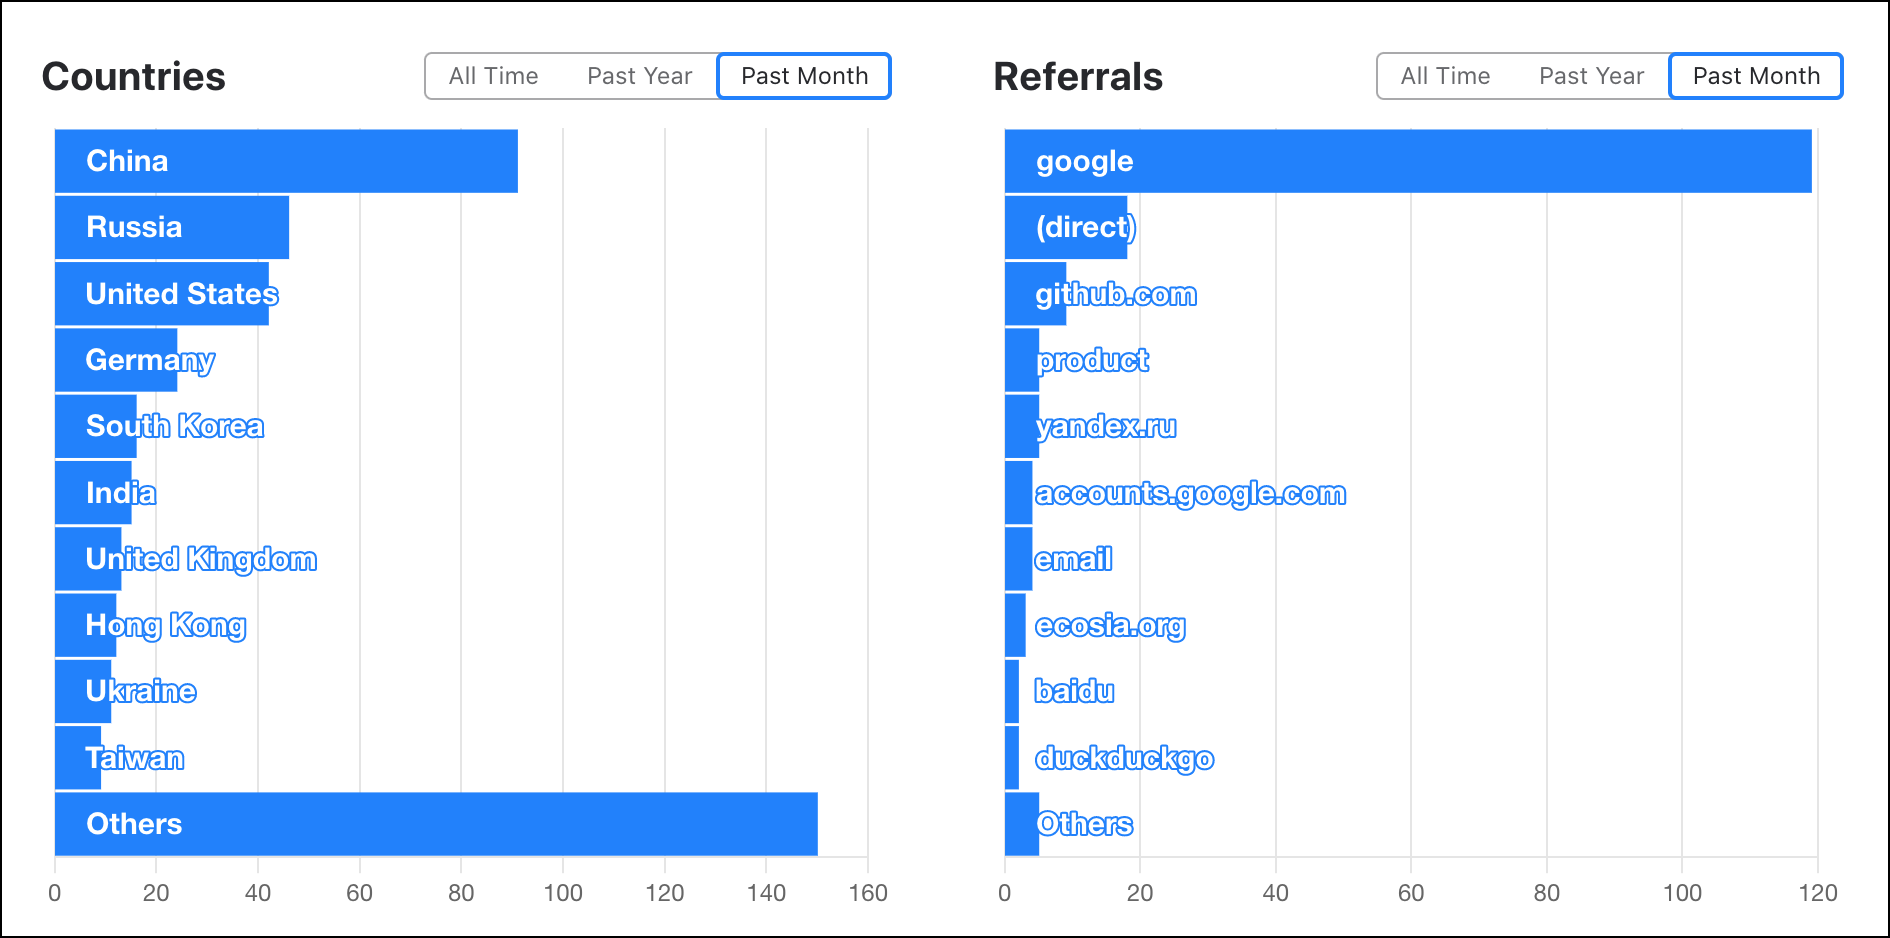 Countries
All Time Past Year Past Month
China
Russia
United States
Germany
South Korea
India
United Kingdom
Hong Kong
Ukraine
Taiwan
Others
0 20 40 60 80 100 120 140 160
Referrals
All Time Past Year Past Month
google
(direct)
github.com
product
yandex.ru
accounts.google.com
email
ecosia.org
baidu
duckduckgo
Others
0 20 40 60 80 100 120